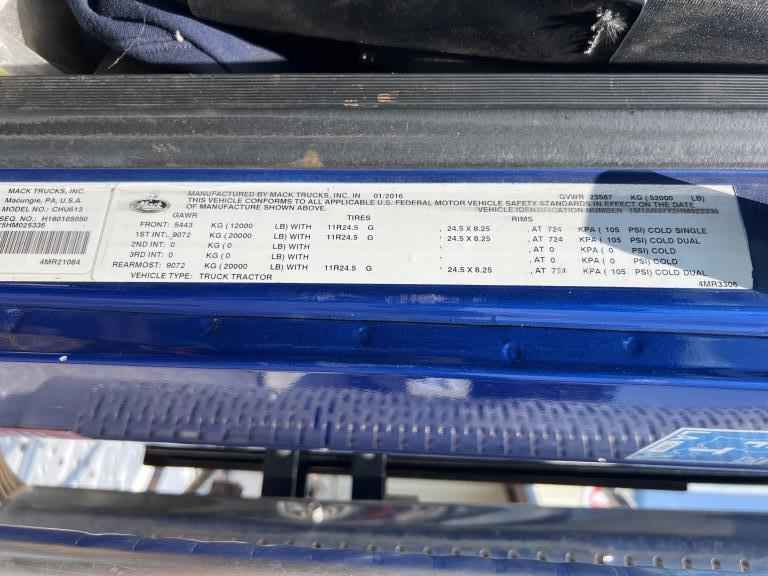 MACK TRUCKS, INC.
Macungie, PA, U.S.A.
MODEL NO.: CHU613
SEQ. NO.: H160105050
Y5HM025336
4MR21084
Mack
MANUFACTURED BY MACK TRUCKS, INC. IN 01/2016 GVWR 23587 KG ( 52000 LB)
THIS VEHICLE CONFORMS TO ALL APPLICABLE U.S. FEDERAL MOTOR VEHICLE SAFETY STANDARDS IN EFFECT ON THE DATE
OF MANUFACTURE SHOWN ABOVE. VEHICLE IDENTIFICATION NUMBER 1M1AN07Y5HM025336
GAWR TIRES RIMS
FRONT: 5443 KG ( 12000 LB) WITH 11R24.5 G , 24.5 X 8.25 , AT 724 KPA ( 105 PSI) COLD SINGLE
1ST INT: 9072 KG ( 20000 LB) WITH 11R24.5 G , 24.5 X 8.25 , AT 724 KPA ( 105 PSI) COLD DUAL
2ND INT: 0 KG ( 0 LB) WITH , , AT 0 KPA ( 0 PSI) COLD
3RD INT: 0 KG ( 0 LB) WITH , , AT 0 KPA ( 0 PSI) COLD
REARMOST: 9072 KG ( 20000 LB) WITH 11R24.5 G , 24.5 X 8.25 , AT 724 KPA ( 105 PSI) COLD DUAL
VEHICLE TYPE: TRUCK TRACTOR
4MR3305